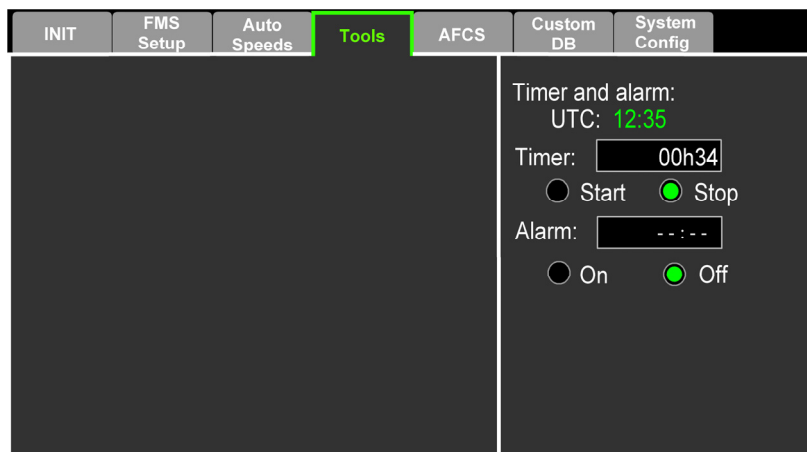 INIT
FMS
Setup
Auto
Speeds
Tools
AFCS
Custom
DB
System
Config
Timer and alarm:
UTC: 12:35
Timer: 00h34
Start Stop
Alarm: --:--
On Off